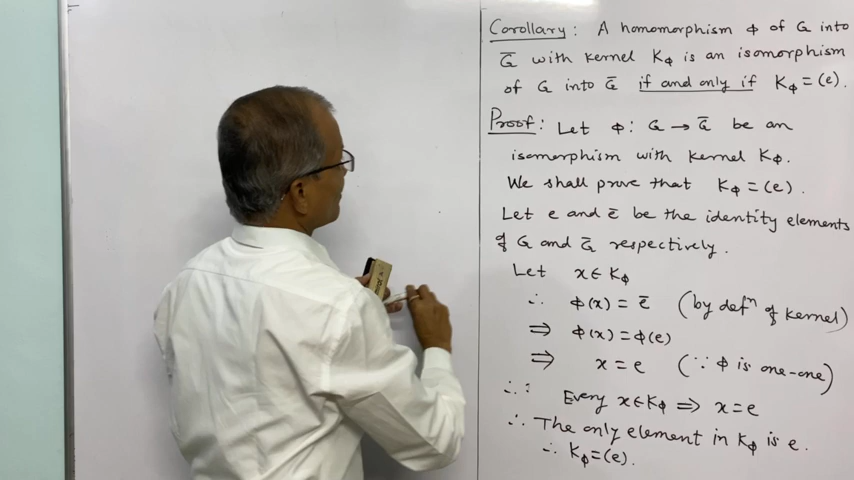 Corollary: A homomorphism ϕ of G into
G̅ with kernel Kϕ is an isomorphism
of G into G̅ if and only if Kϕ = (e).
Proof: Let ϕ: G → G̅ be an
isomorphism with kernel Kϕ.
We shall prove that Kϕ = (e).
Let e and e̅ be the identity elements
of G and G̅ respectively.
Let x ∈ Kϕ
∴ ϕ(x) = e̅ (by defⁿ of kernel)
⇒ ϕ(x) = ϕ(e)
⇒ x = e (∵ ϕ is one-one)
∴ Every x ∈ Kϕ ⇒ x = e
∴ The only element in Kϕ is e.
∴ Kϕ = (e).